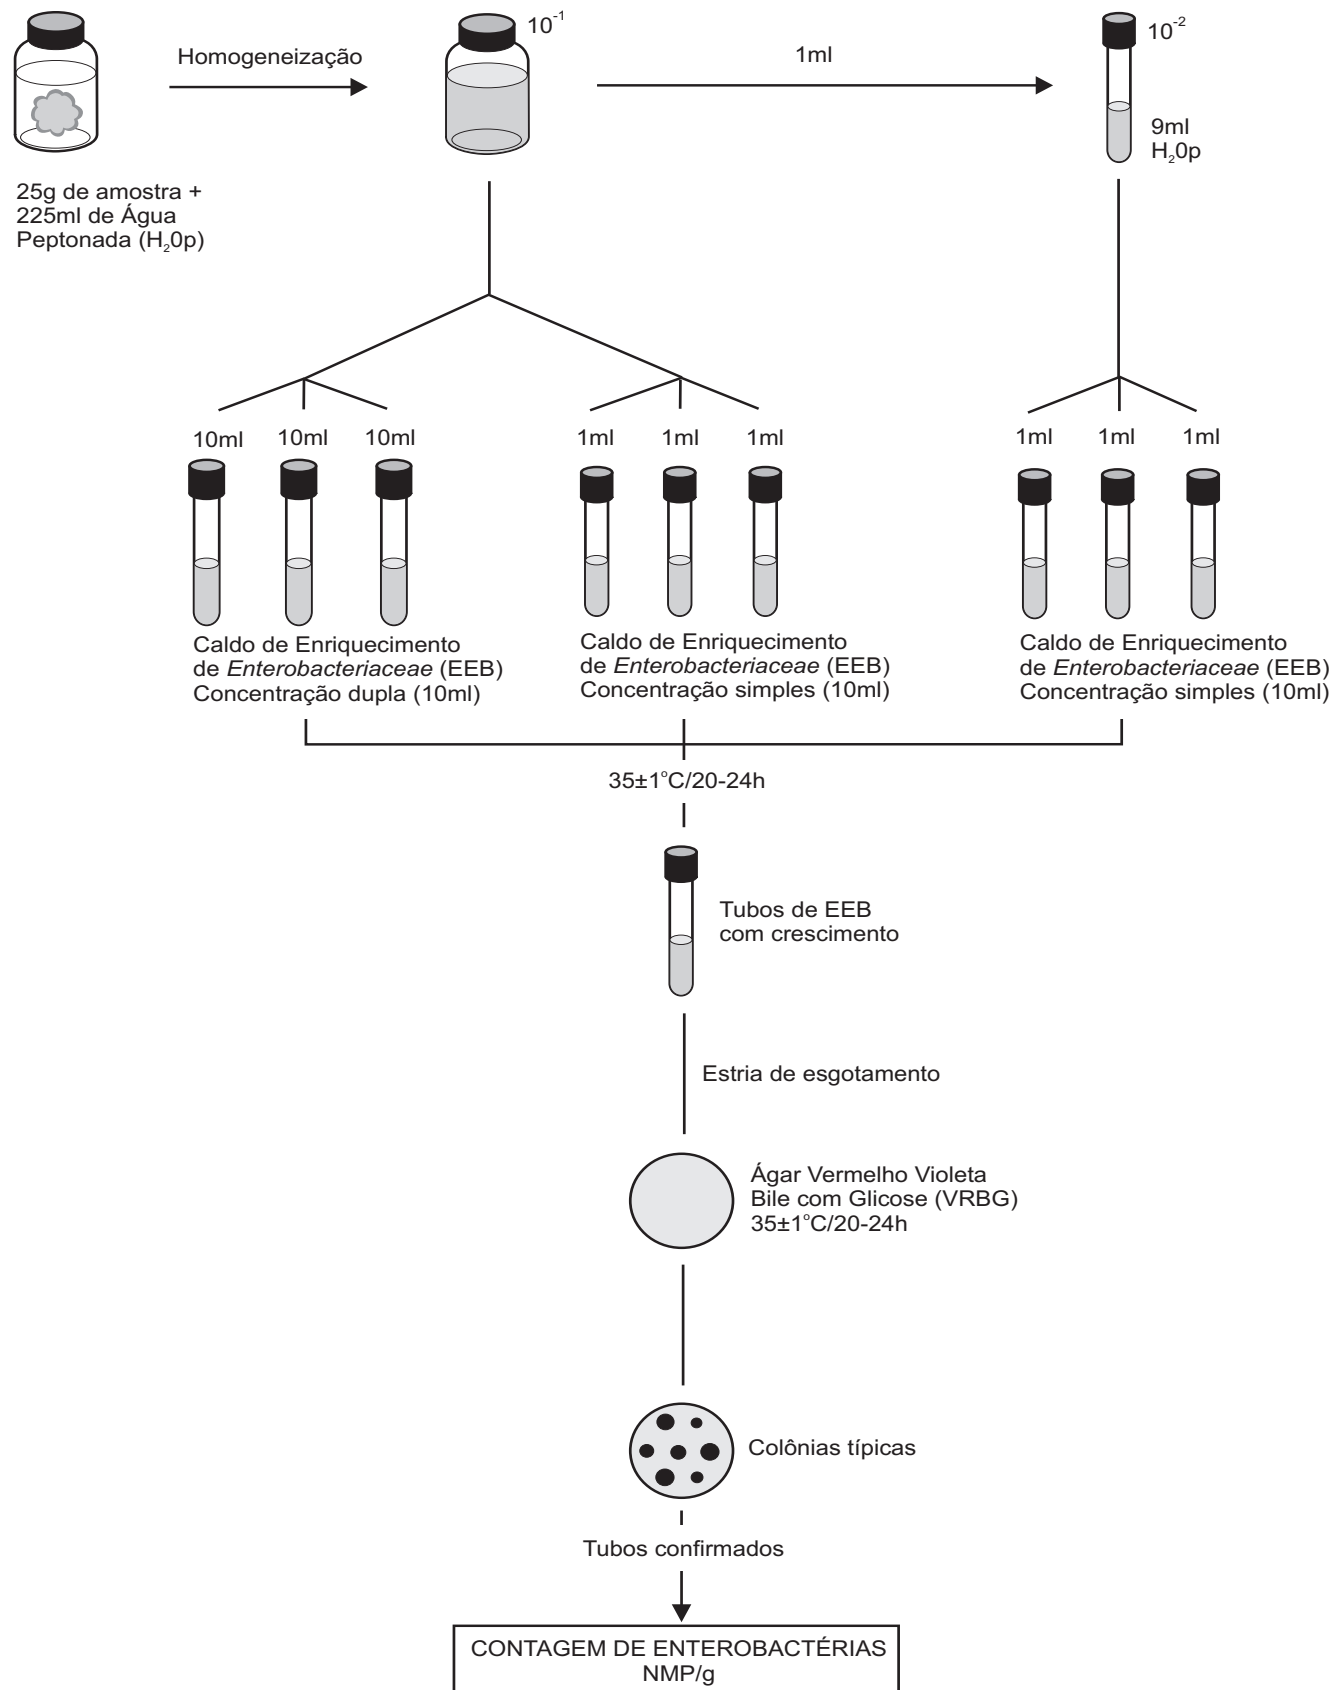 Homogeneização
10⁻¹
1ml
10⁻²
9ml
H₂0p
25g de amostra +
225ml de Água
Peptonada (H₂0p)
10ml
10ml
10ml
1ml
1ml
1ml
1ml
1ml
1ml
Caldo de Enriquecimento
de Enterobacteriaceae (EEB)
Concentração dupla (10ml)
Caldo de Enriquecimento
de Enterobacteriaceae (EEB)
Concentração simples (10ml)
Caldo de Enriquecimento
de Enterobacteriaceae (EEB)
Concentração simples (10ml)
35±1°C/20-24h
Tubos de EEB
com crescimento
Estria de esgotamento
Ágar Vermelho Violeta
Bile com Glicose (VRBG)
35±1°C/20-24h
Colônias típicas
Tubos confirmados
CONTAGEM DE ENTEROBACTÉRIAS
NMP/g